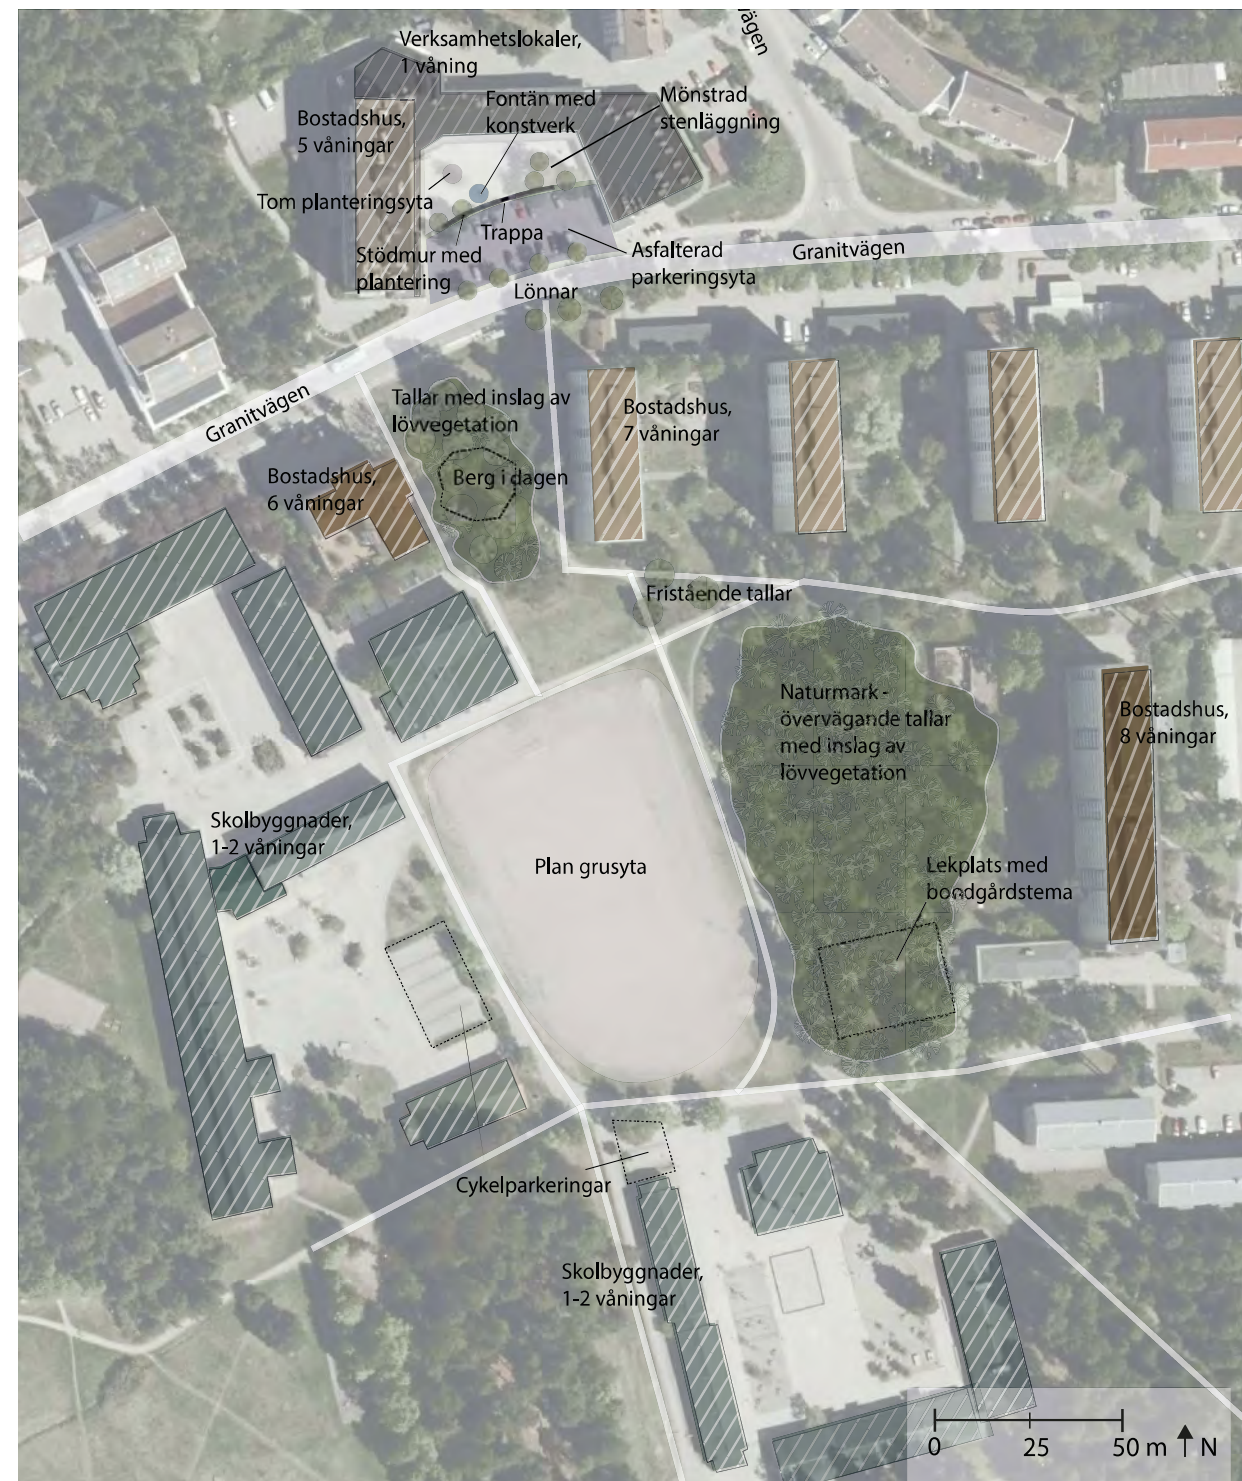 vägen
Verksamhetslokaler,
1 våning
Fontän med
konstverk
Mönstrad
stenläggning
Bostadshus,
5 våningar
Tom planteringsyta
Trappa
Stödmur med
plantering
Asfalterad
parkeringsyta
Granitvägen
Lönnar
Granitvägen
Tallar med inslag av
lövvegetation
Bostadshus,
7 våningar
Berg i dagen
Bostadshus,
6 våningar
Fristående tallar
Naturmark -
övervägande tallar
med inslag av
lövvegetation
Bostadshus,
8 våningar
Skolbyggnader,
1-2 våningar
Plan grusyta
Lekplats med
bondgårdstema
Cykelparkeringar
Skolbyggnader,
1-2 våningar
0 25 50 m N